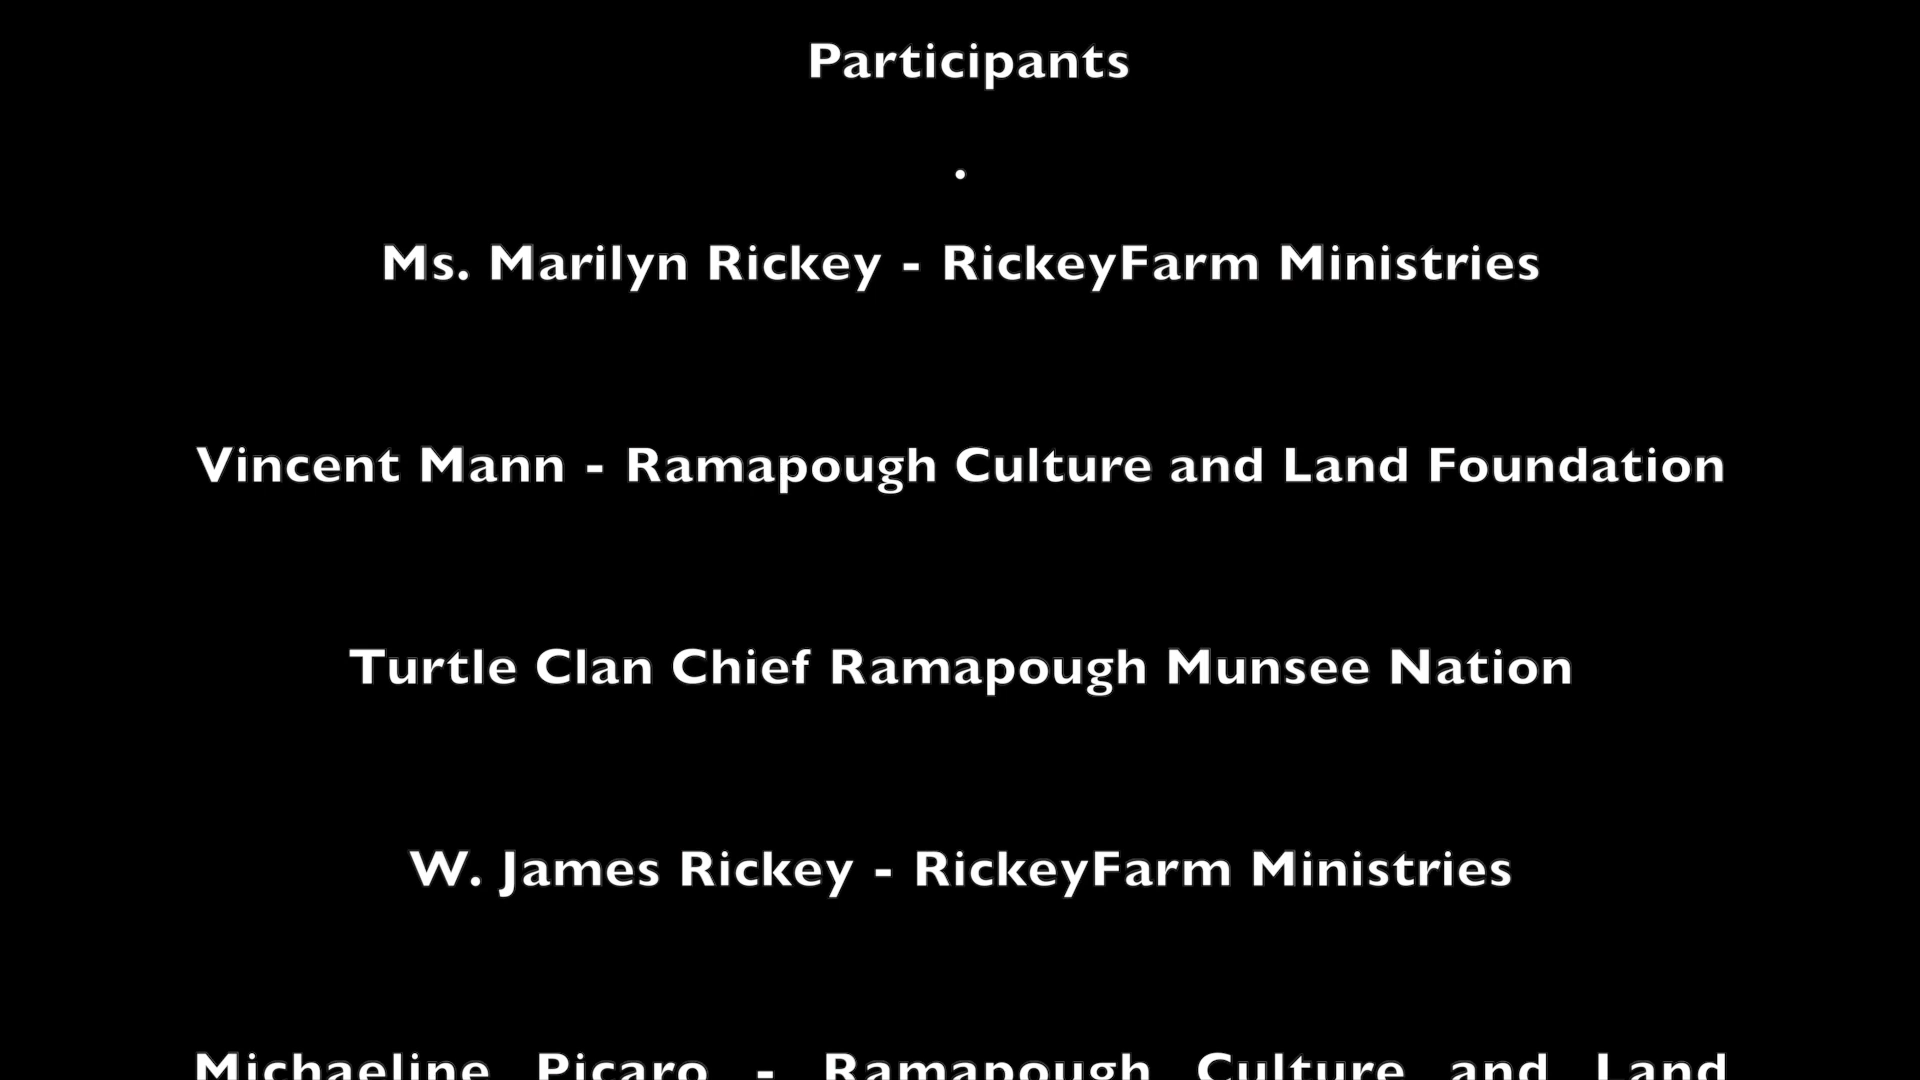 Participants
.
Ms. Marilyn Rickey - RickeyFarm Ministries
Vincent Mann - Ramapough Culture and Land Foundation
Turtle Clan Chief Ramapough Munsee Nation
W. James Rickey - RickeyFarm Ministries
Michaeline Picaro - Ramapough Culture and Land